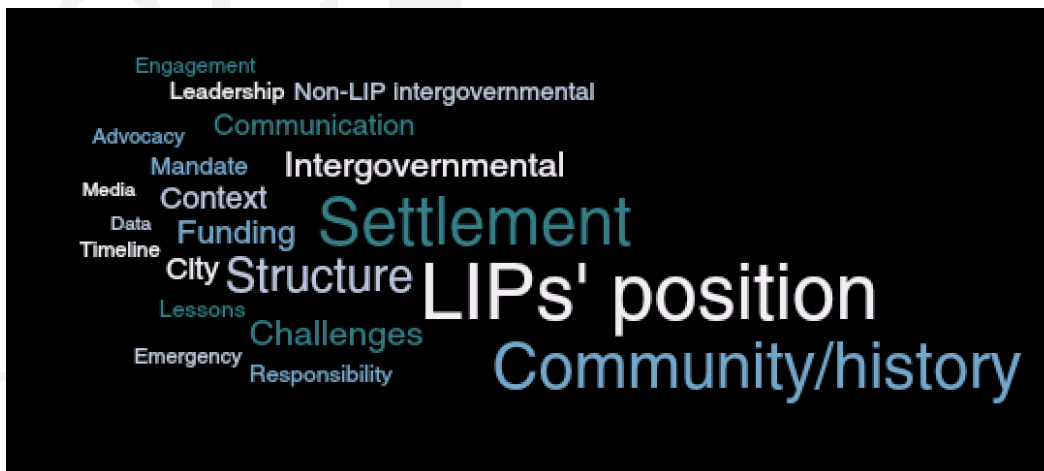 Engagement
Leadership Non-LIP intergovernmental
Communication
Advocacy
Mandate Intergovernmental
Media Context
Settlement
Data Funding
Timeline
City Structure LIPs' position
Lessons
Challenges
Emergency Community/history
Responsibility